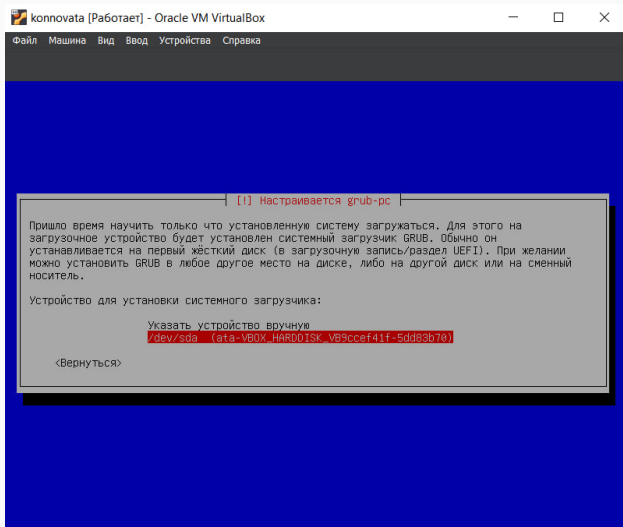 konnovata [Работает] - Oracle VM VirtualBox
Файл Машина Вид Ввод Устройства Справка
[!] Настраивается grub-pc
Пришло время научить только что установленную систему загружаться. Для этого на
загрузочное устройство будет установлен системный загрузчик GRUB. Обычно он
устанавливается на первый жёсткий диск (в загрузочную запись/раздел UEFI). При желании
можно установить GRUB в любое другое место на диске, либо на другой диск или на сменный
носитель.
Устройство для установки системного загрузчика:
Указать устройство вручную
/dev/sda (ata-VBOX_HARDDISK_VB9ccef41f-5dd83b70)
<Вернуться>